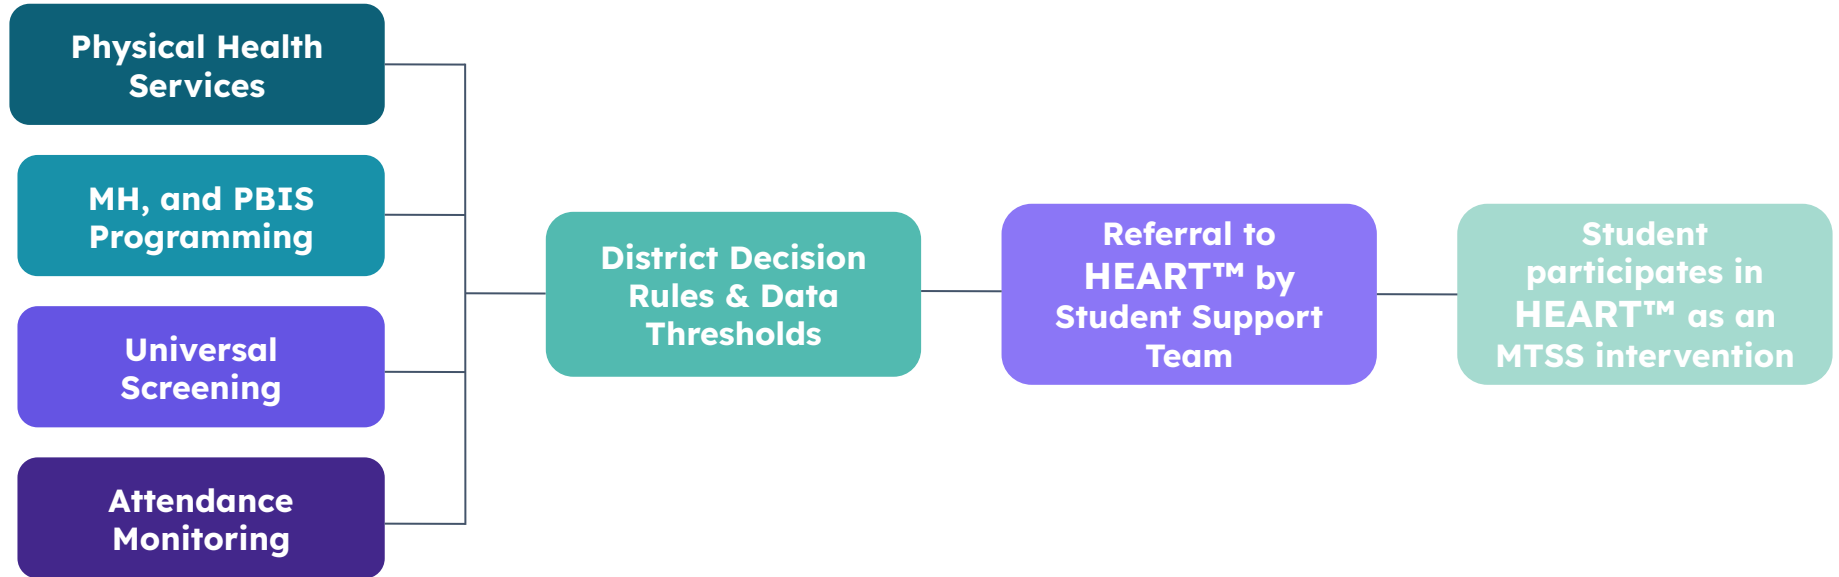 Physical Health
Services
MH, and PBIS
Programming
Universal
Screening
Attendance
Monitoring
District Decision
Rules & Data
Thresholds
Referral to
HEART™ by
Student Support
Team
Student
participates in
HEART™ as an
MTSS intervention